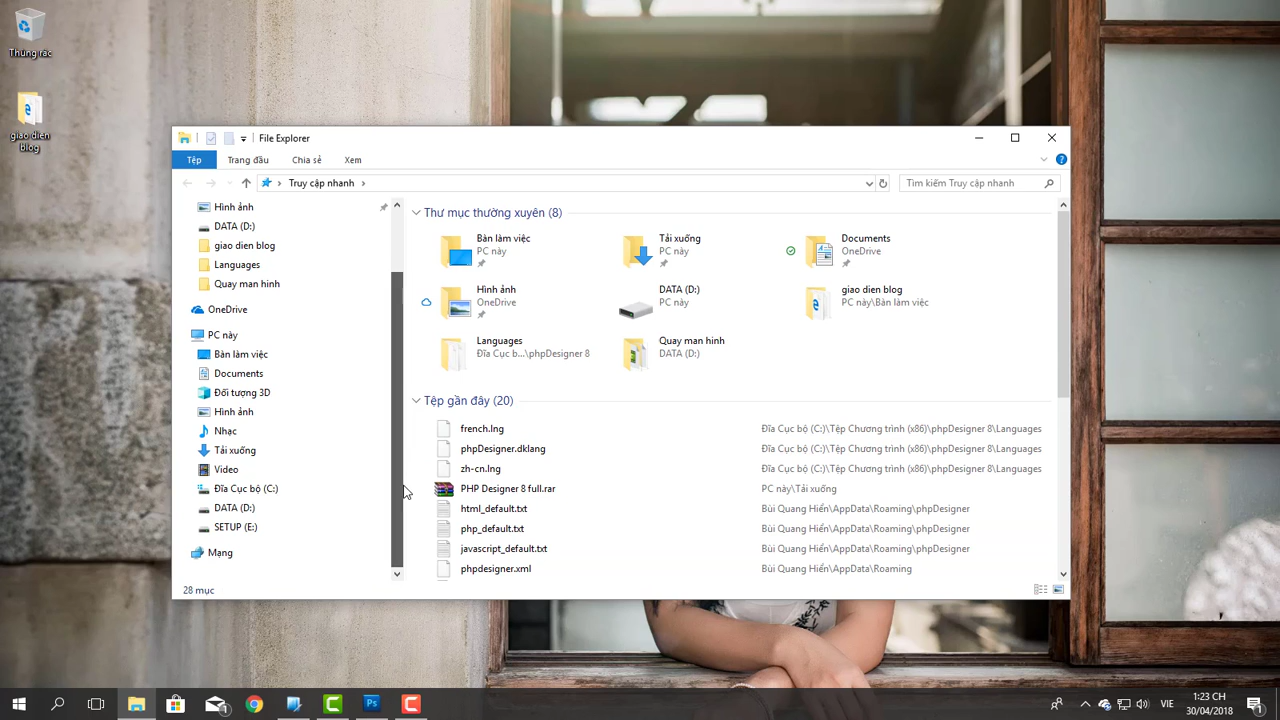 Thùng rác
giao diện
blog
File Explorer
Tệp
Trang đầu
Chia sẻ
Xem
Truy cập nhanh
Tìm kiếm Truy cập nhanh
Hình ảnh
DATA (D:)
giao dien blog
Languages
Quay man hinh
OneDrive
PC này
Bàn làm việc
Documents
Đối tượng 3D
Hình ảnh
Nhạc
Tải xuống
Video
Đĩa Cục bộ (C:)
DATA (D:)
SETUP (E:)
Mạng
Thư mục thường xuyên (8)
Bàn làm việc
PC này
Tải xuống
PC này
Documents
OneDrive
Hình ảnh
OneDrive
DATA (D:)
PC này
giao dien blog
PC này\Bàn làm việc
Languages
Đĩa Cục b...\phpDesigner 8
Quay man hinh
DATA (D:)
Tệp gần đây (20)
french.lng Đĩa Cục bộ (C:)\Tệp Chương trình (x86)\phpDesigner 8\Languages
phpDesigner.dklang Đĩa Cục bộ (C:)\Tệp Chương trình (x86)\phpDesigner 8\Languages
zh-cn.lng Đĩa Cục bộ (C:)\Tệp Chương trình (x86)\phpDesigner 8\Languages
PHP Designer 8 full.rar PC này\Tải xuống
html_default.txt Bùi Quang Hiển\AppData\Roaming\phpDesigner
php_default.txt Bùi Quang Hiển\AppData\Roaming\phpDesigner
javascript_default.txt Bùi Quang Hiển\AppData\Roaming\phpDesigner
phpdesigner.xml Bùi Quang Hiển\AppData\Roaming
28 mục
1
Ps
VIE
1:23 CH
30/04/2018
1